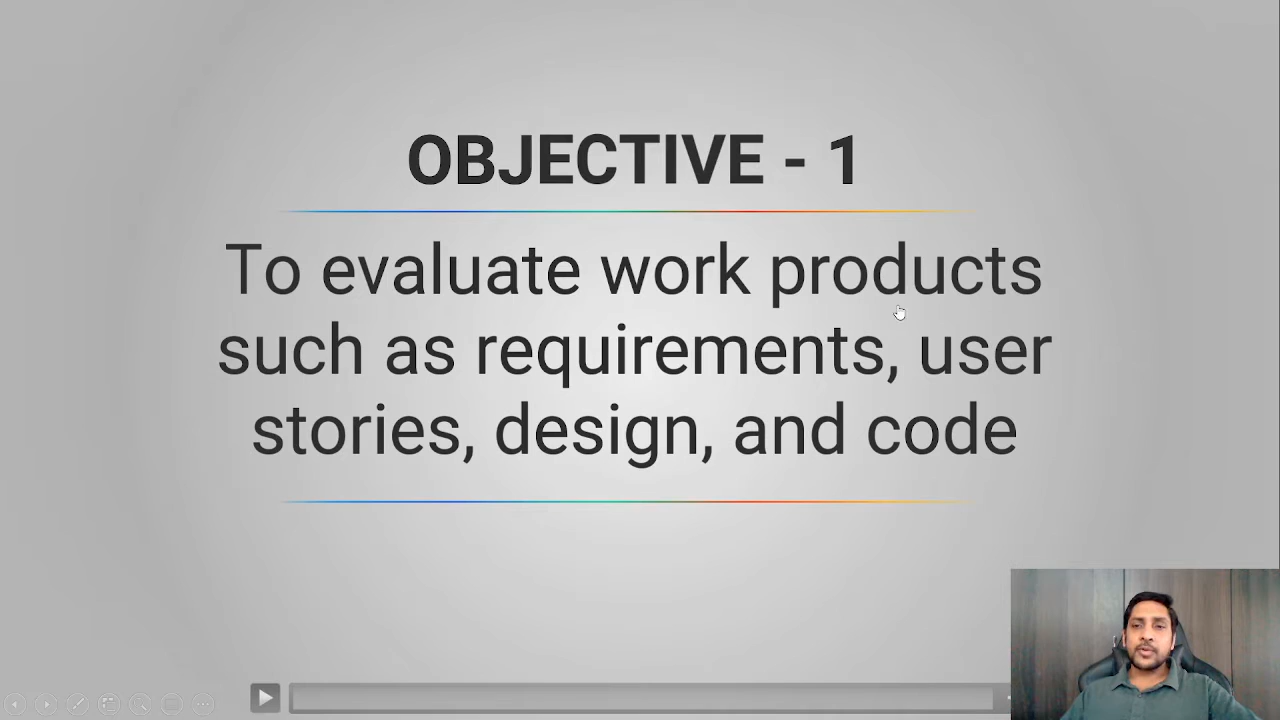 OBJECTIVE - 1
To evaluate work products
such as requirements, user
stories, design, and code